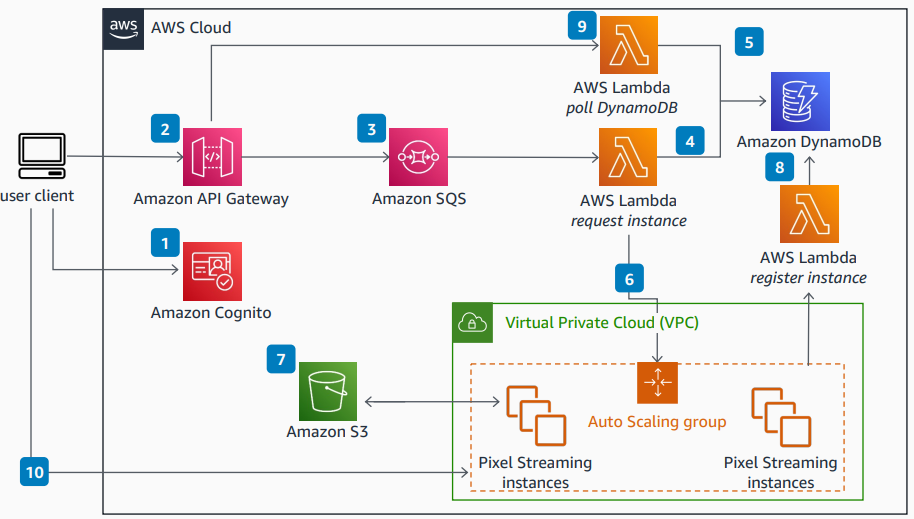 aws
AWS Cloud
9
5
AWS Lambda
poll DynamoDB
2
3
4
Amazon DynamoDB
user client
Amazon API Gateway
Amazon SQS
AWS Lambda
request instance
8
1
AWS Lambda
register instance
6
Amazon Cognito
Virtual Private Cloud (VPC)
7
Amazon S3
Auto Scaling group
Pixel Streaming
instances
Pixel Streaming
instances
10